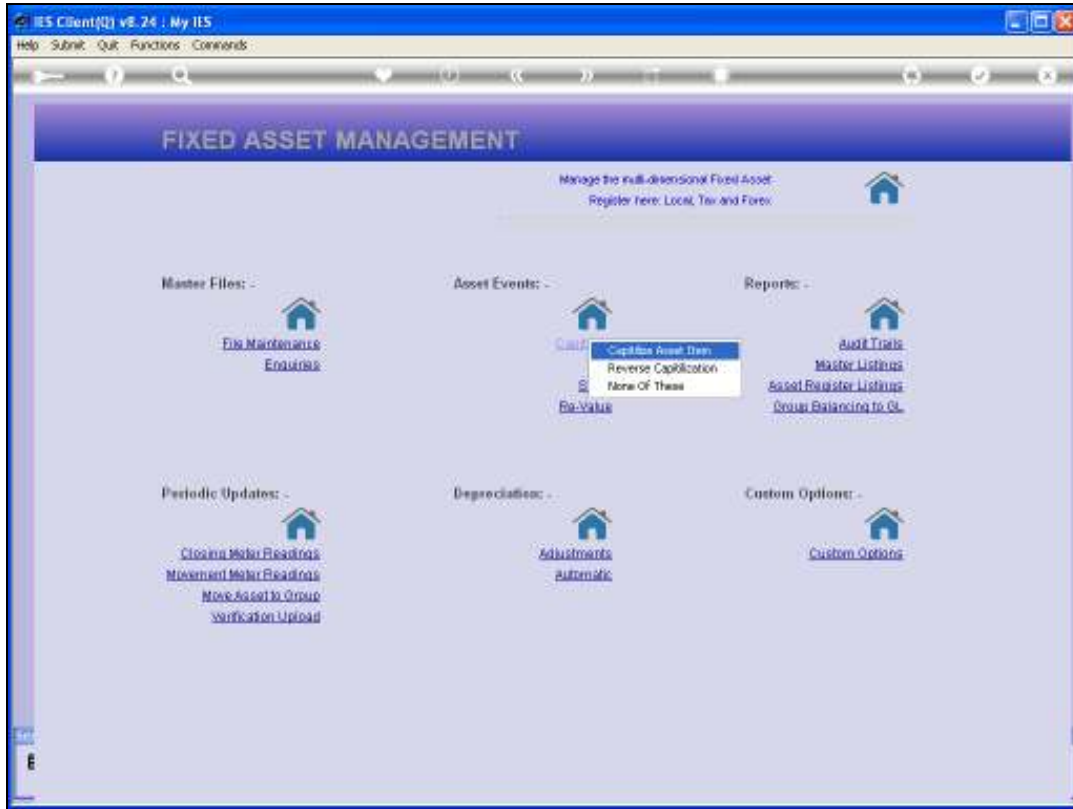 IES Client(Q) v8.24 : My IES
Help Submit Quit Functions Commands
FIXED ASSET MANAGEMENT
Manage the multi-dimensional Fixed Asset
Register here: Local, Tax and Forex
Master Files: -
File Maintenance
Enquiries
Asset Events: -
Capitilize Asset Item
Reverse Capitilization
None Of These
Re-Value
Reports: -
Audit Trails
Master Listings
Asset Register Listings
Group Balancing to GL
Periodic Updates: -
Closing Meter Readings
Movement Meter Readings
Move Asset to Group
Verification Upload
Depreciation: -
Adjustments
Automatic
Custom Options: -
Custom Options